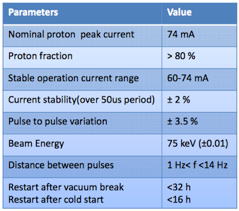 Parameters Value
Nominal proton peak current 74 mA
Proton fraction > 80 %
Stable operation current range 60-74 mA
Current stability(over 50us period) ± 2 %
Pulse to pulse variation ± 3.5 %
Beam Energy 75 keV (±0.01)
Distance between pulses 1 Hz< f <14 Hz
Restart after vacuum break <32 h
Restart after cold start <16 h